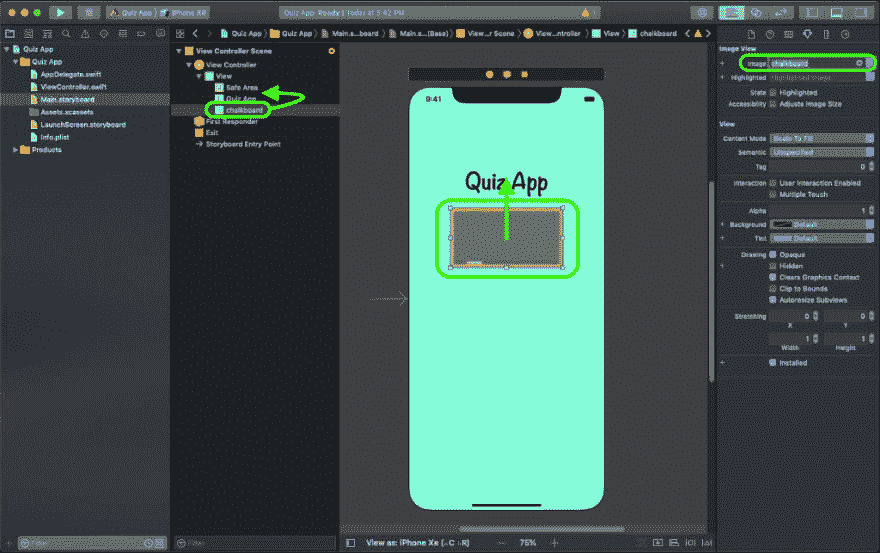 Quiz App iPhone Xʀ
Quiz App: Ready | Today at 5:42 PM
Quiz App Quiz App Main.s...board Main.s...(Base) View...r Scene View...ntroller View chalkboard
Quiz App
Quiz App
AppDelegate.swift
ViewController.swift
Main.storyboard
Assets.xcassets
LaunchScreen.storyboard
Info.plist
Products
Filter
View Controller Scene
View Controller
View
Safe Area
Quiz App
chalkboard
First Responder
Exit
Storyboard Entry Point
Filter
9:41
Quiz App
View as: iPhone Xʀ (wC hR)
75%
Image View
Image chalkboard
Highlighted Highlighted Image
State Highlighted
Accessibility Adjusts Image Size
View
Content Mode Scale To Fill
Semantic Unspecified
Tag 0
Interaction User Interaction Enabled
Multiple Touch
Alpha 1
Background Default
Tint Default
Drawing Opaque
Hidden
Clears Graphics Context
Clip to Bounds
Autoresize Subviews
Stretching 0 0
X Y
1 1
Width Height
Installed